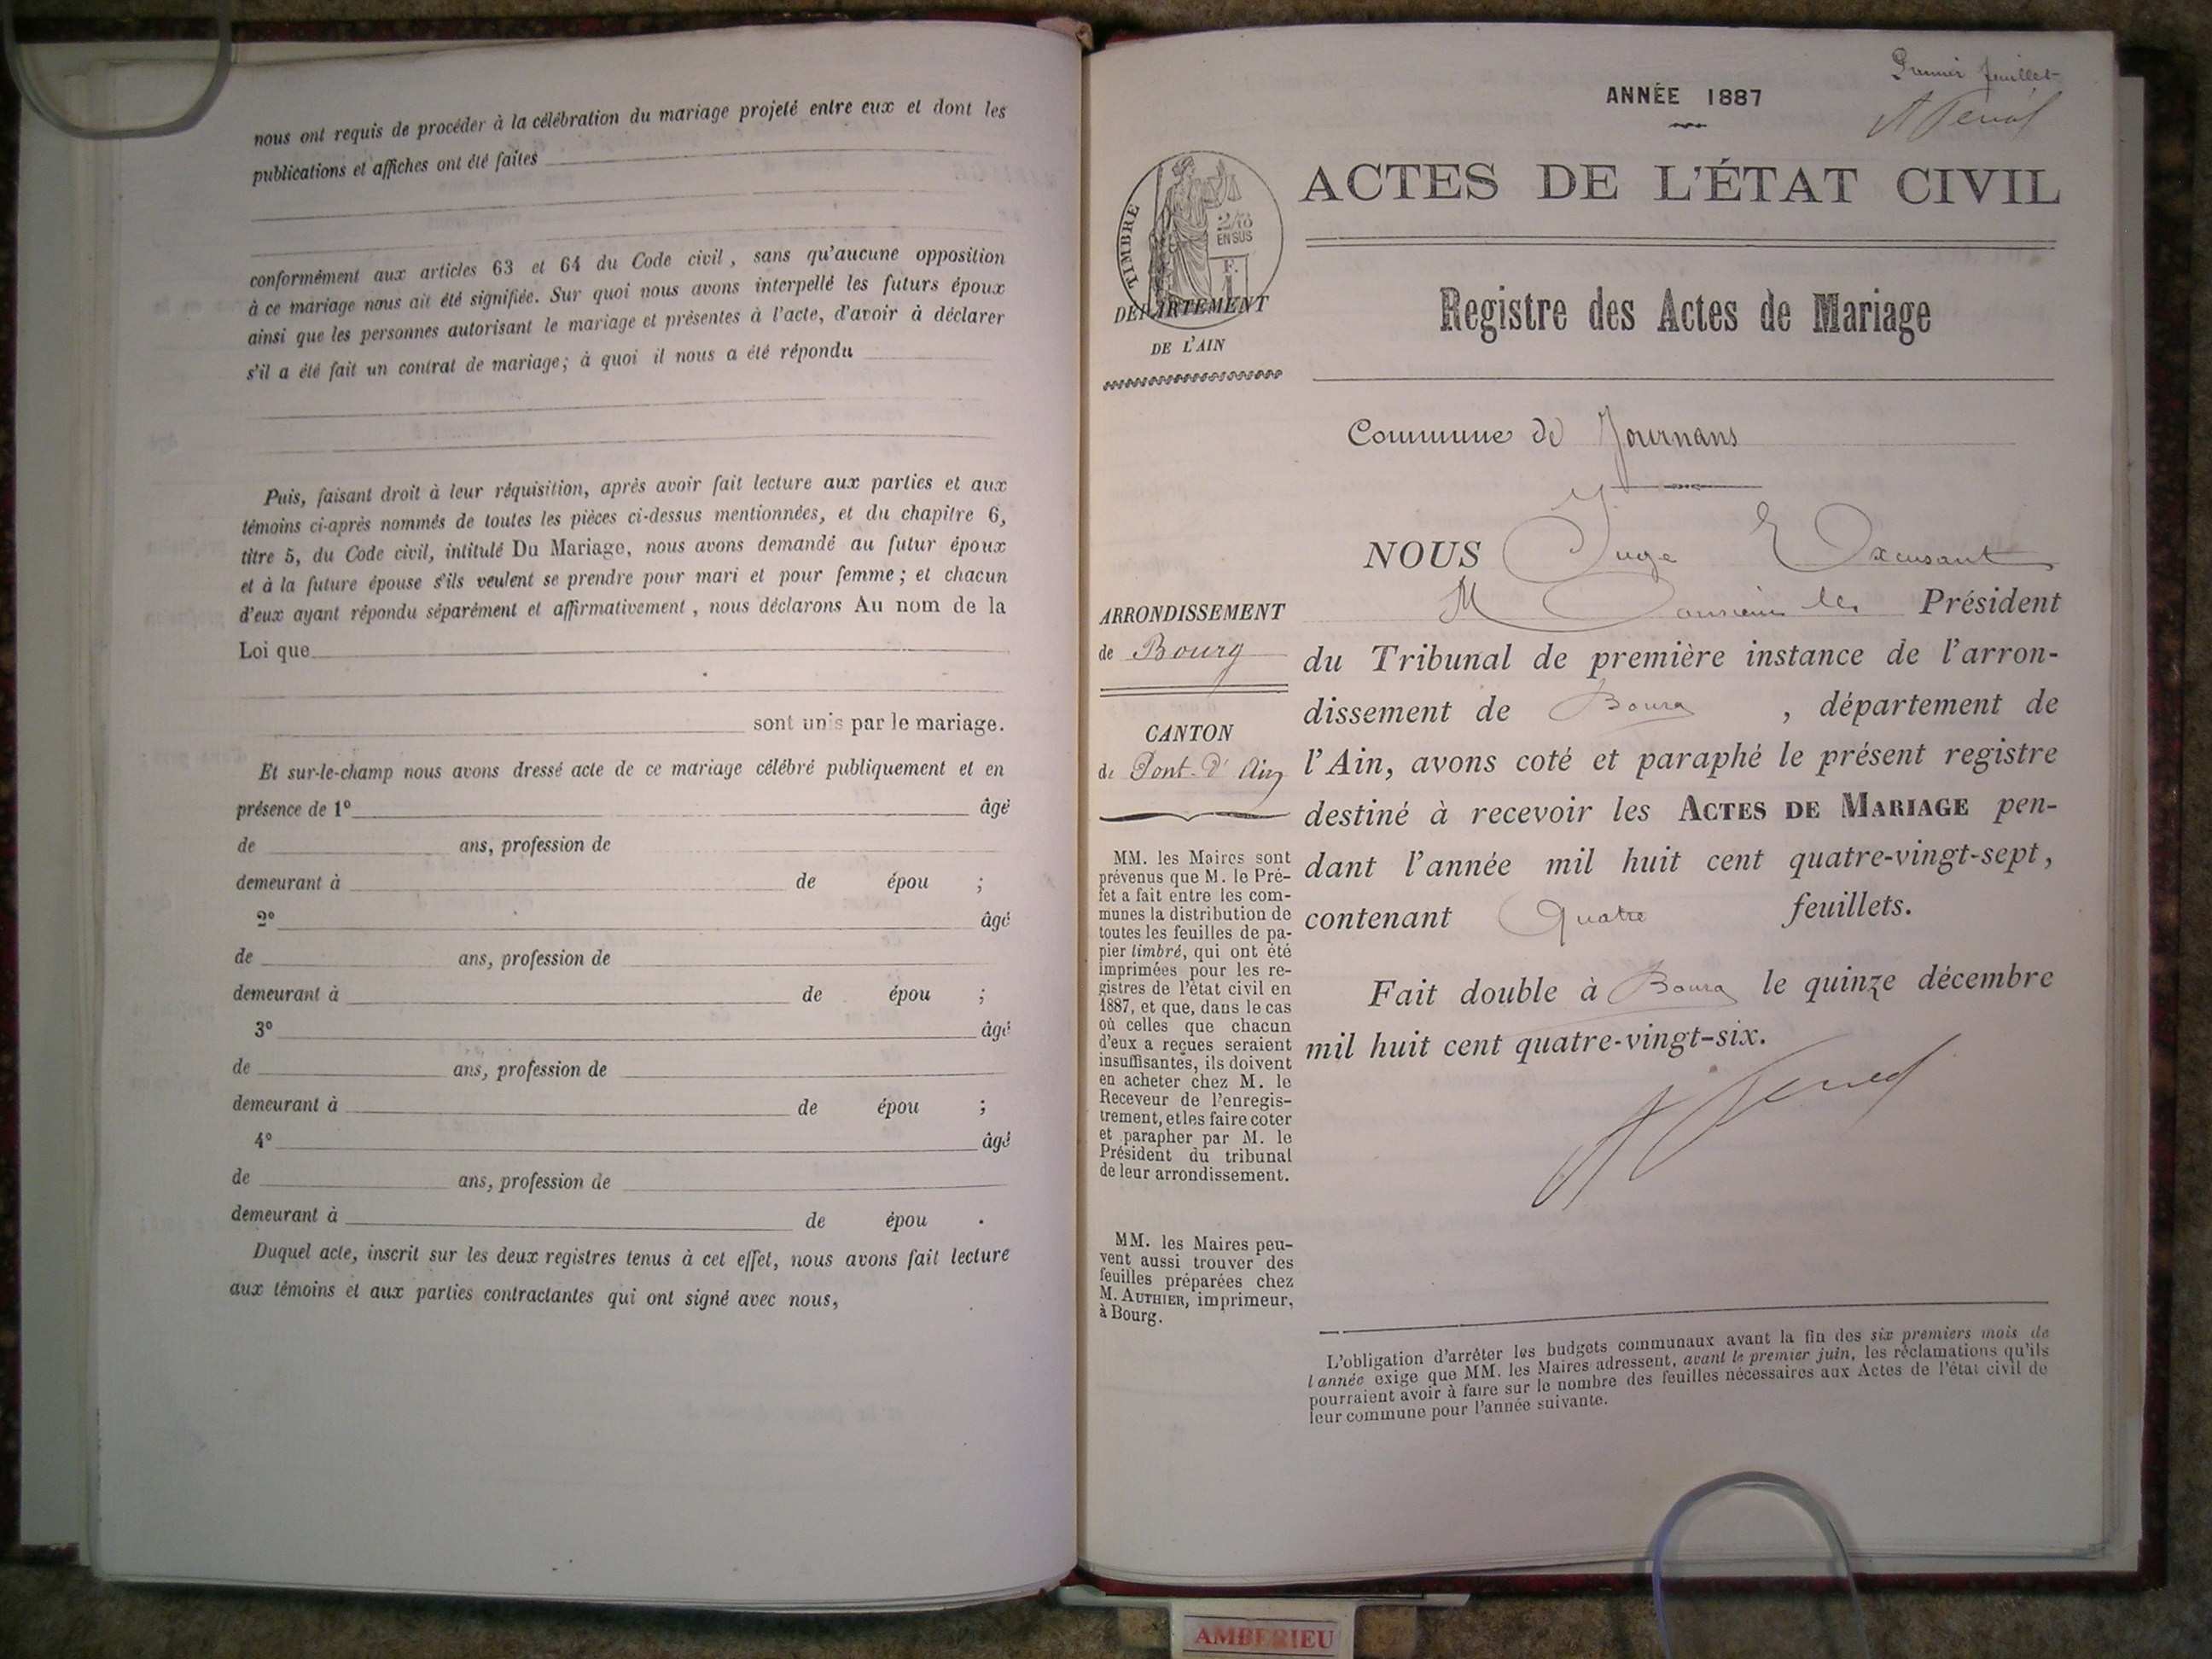 nous ont requis de procéder à la célébration du mariage projeté entre eux et dont les
publications et affiches ont été faites
conformément aux articles 63 et 64 du Code civil, sans qu'aucune opposition
à ce mariage nous ait été signifiée. Sur quoi nous avons interpellé les futurs époux
ainsi que les personnes autorisant le mariage et présentes à l'acte, d'avoir à déclarer
s'il a été fait un contrat de mariage; à quoi il nous a été répondu
Puis, faisant droit à leur réquisition, après avoir fait lecture aux parties et aux
témoins ci-après nommés de toutes les pièces ci-dessus mentionnées, et du chapitre 6,
titre 5, du Code civil, intitulé Du Mariage, nous avons demandé au futur époux
et à la future épouse s'ils veulent se prendre pour mari et pour femme; et chacun
d'eux ayant répondu séparément et affirmativement, nous déclarons Au nom de la
Loi que
sont unis par le mariage.
Et sur-le-champ nous avons dressé acte de ce mariage célébré publiquement et en
présence de 1º âgé
de ans, profession de
demeurant à de épou ;
2º âgé
de ans, profession de
demeurant à de épou ;
3º âgé
de ans, profession de
demeurant à de épou ;
4º âgé
de ans, profession de
demeurant à de épou .
Duquel acte, inscrit sur les deux registres tenus à cet effet, nous avons fait lecture
aux témoins et aux parties contractantes qui ont signé avec nous,
Premier feuillet
ANNÉE 1887
ACTES DE L'ÉTAT CIVIL
TIMBRE
2/10
EN SUS
F.
1
DÉPARTEMENT
DE L'AIN
Registre des Actes de Mariage
Commune de Journans
NOUS Juge Excusant
Monsieur le Président
du Tribunal de première instance de l'arron-
dissement de Bourg , département de
l'Ain, avons coté et paraphé le présent registre
destiné à recevoir les ACTES DE MARIAGE pen-
dant l'année mil huit cent quatre-vingt-sept,
contenant Quatre feuillets.
Fait double à Bourg le quinze décembre
mil huit cent quatre-vingt-six.
ARRONDISSEMENT
de Bourg
CANTON
de Pont-d'Ain
MM. les Maires sont
prévenus que M. le Pré-
fet a fait entre les com-
munes la distribution de
toutes les feuilles de pa-
pier timbré, qui ont été
imprimées pour les re-
gistres de l'état civil en
1887, et que, dans le cas
où celles que chacun
d'eux a reçues seraient
insuffisantes, ils doivent
en acheter chez M. le
Receveur de l'enregis-
trement, et les faire coter
et parapher par M. le
Président du tribunal
de leur arrondissement.
MM. les Maires peu-
vent aussi trouver des
feuilles préparées chez
M. AUTHIER, imprimeur,
à Bourg.
L'obligation d'arrêter les budgets communaux avant la fin des six premiers mois de
l'année exige que MM. les Maires adressent, avant le premier juin, les réclamations qu'ils
pourraient avoir à faire sur le nombre des feuilles nécessaires aux Actes de l'état civil de
leur commune pour l'année suivante.
AMBERIEU